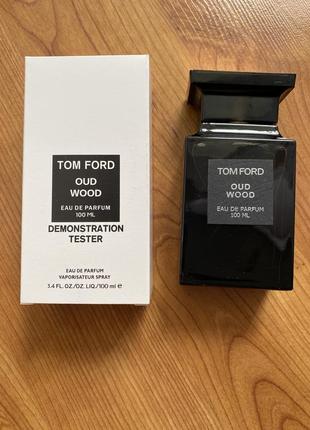 TOM FORD
OUD
WOOD
EAU DE PARFUM
100 ML
DEMONSTRATION
TESTER
EAU DE PARFUM
VAPORISATEUR SPRAY
3.4 FL. OZ./OZ. LIQ./100 ml e
TOM FORD
OUD
WOOD
EAU DE PARFUM
100 ML